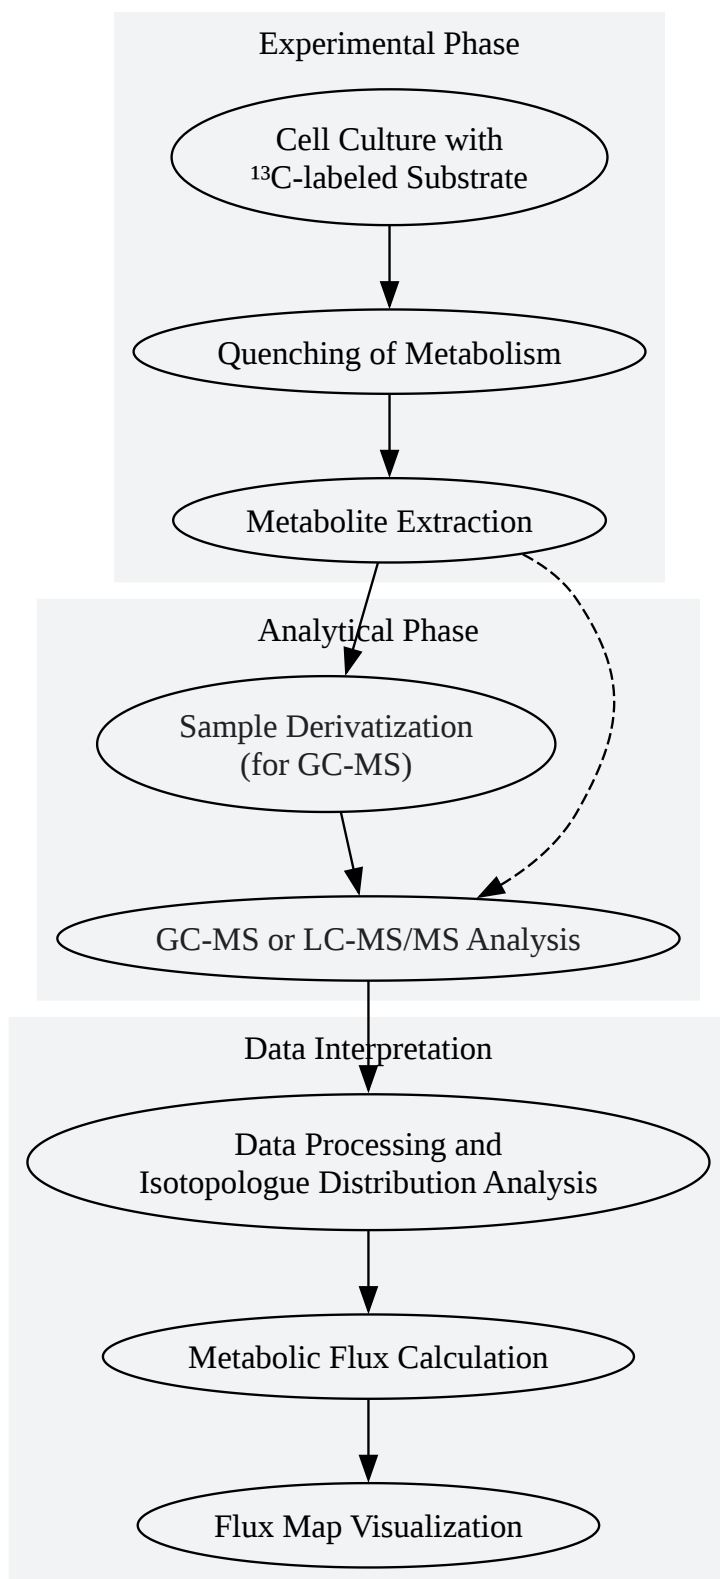 Experimental Phase
Cell Culture with
¹³C-labeled Substrate
Quenching of Metabolism
Metabolite Extraction
Analytical Phase
Sample Derivatization
(for GC-MS)
GC-MS or LC-MS/MS Analysis
Data Interpretation
Data Processing and
Isotopologue Distribution Analysis
Metabolic Flux Calculation
Flux Map Visualization